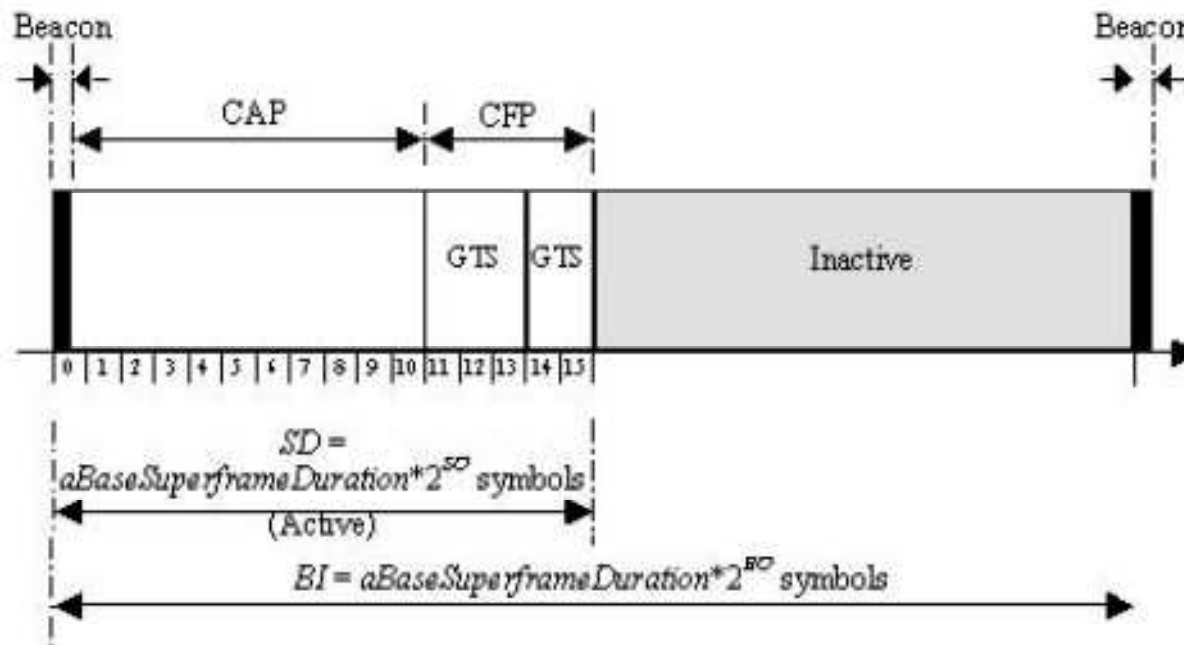 Beacon
Beacon
CAP
CFP
GTS
GTS
Inactive
0 1 2 3 4 5 6 7 8 9 10 11 12 13 14 15
SD =
aBaseSuperframeDuration*2^SO symbols
(Active)
BI = aBaseSuperframeDuration*2^BO symbols